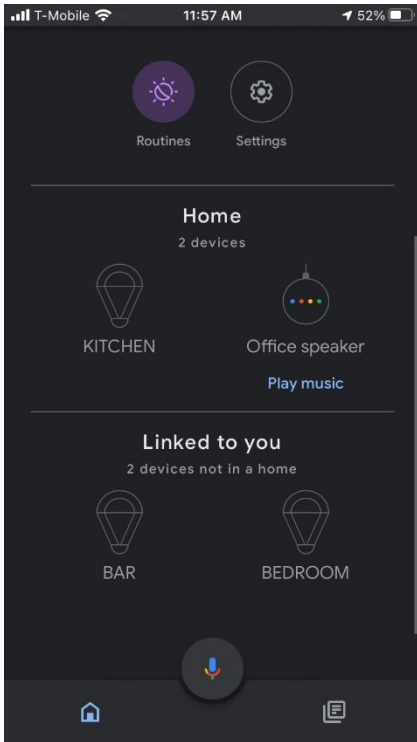 T-Mobile 11:57 AM 52%
Routines Settings
Home
2 devices
KITCHEN Office speaker
Play music
Linked to you
2 devices not in a home
BAR BEDROOM